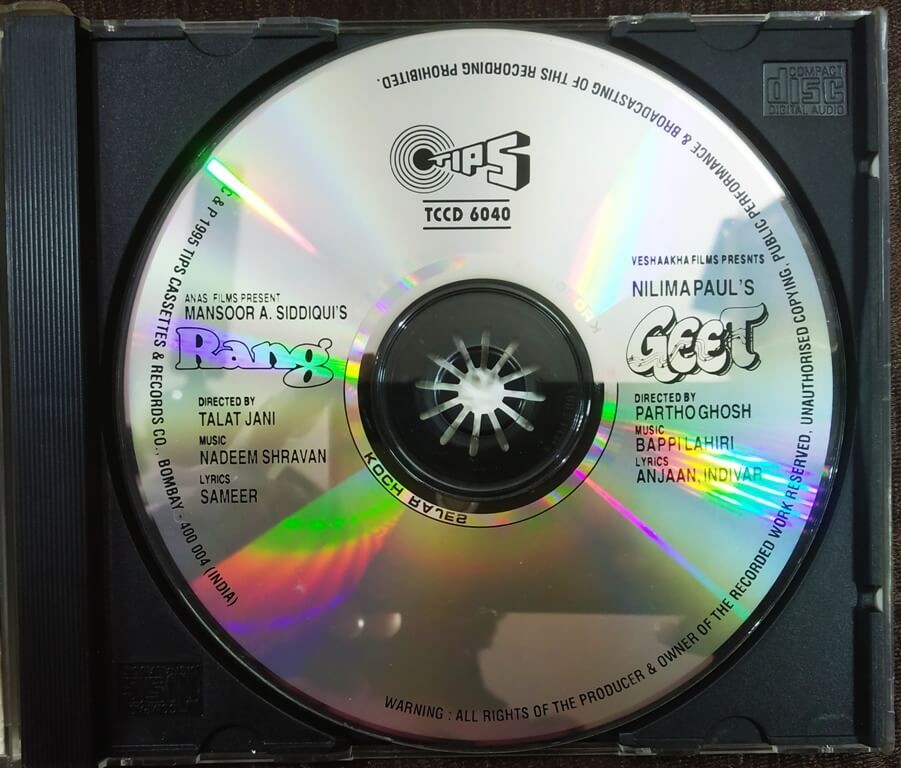 COMPACT
disc
DIGITAL AUDIO
TIPS
TCCD 6040
ANAS FILMS PRESENT
MANSOOR A. SIDDIQUI'S
Rang
DIRECTED BY
TALAT JANI
MUSIC
NADEEM SHRAVAN
LYRICS
SAMEER
VESHAAKHA FILMS PRESNTS
NILIMA PAUL'S
GEET
DIRECTED BY
PARTHO GHOSH
MUSIC
BAPPI LAHIRI
LYRICS
ANJAAN, INDIVAR
KOCH RAJES
C & P 1995 TIPS CASSETTES & RECORDS CO., BOMBAY - 400 004 (INDIA)
WARNING : ALL RIGHTS OF THE PRODUCER & OWNER OF THE RECORDED WORK RESERVED, UNAUTHORISED COPYING, PUBLIC PERFORMANCE & BROADCASTING OF THIS RECORDING PROHIBITED.